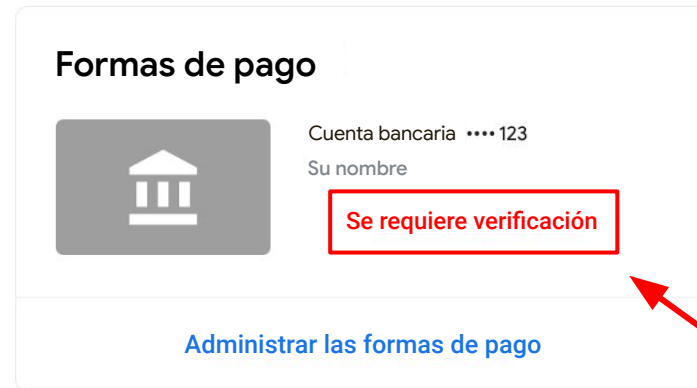 Formas de pago
Cuenta bancaria •••• 123
Su nombre
Se requiere verificación
Administrar las formas de pago